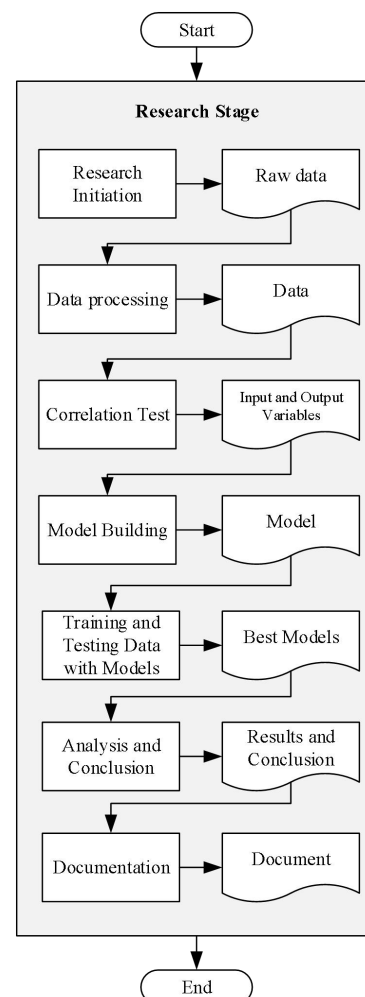 Start
Research Stage
Research
Initiation
Raw data
Data processing
Data
Correlation Test
Input and Output
Variables
Model Building
Model
Training and
Testing Data
with Models
Best Models
Analysis and
Conclusion
Results and
Conclusion
Documentation
Document
End